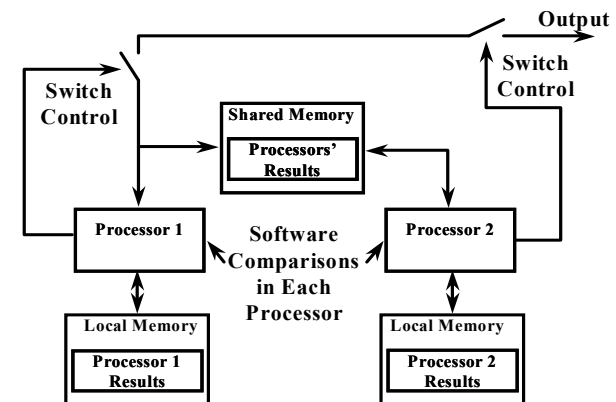 Output
Switch
Control
Switch
Control
Shared Memory
Processors'
Results
Processor 1
Software
Comparisons
in Each
Processor
Processor 2
Local Memory
Processor 1
Results
Local Memory
Processor 2
Results